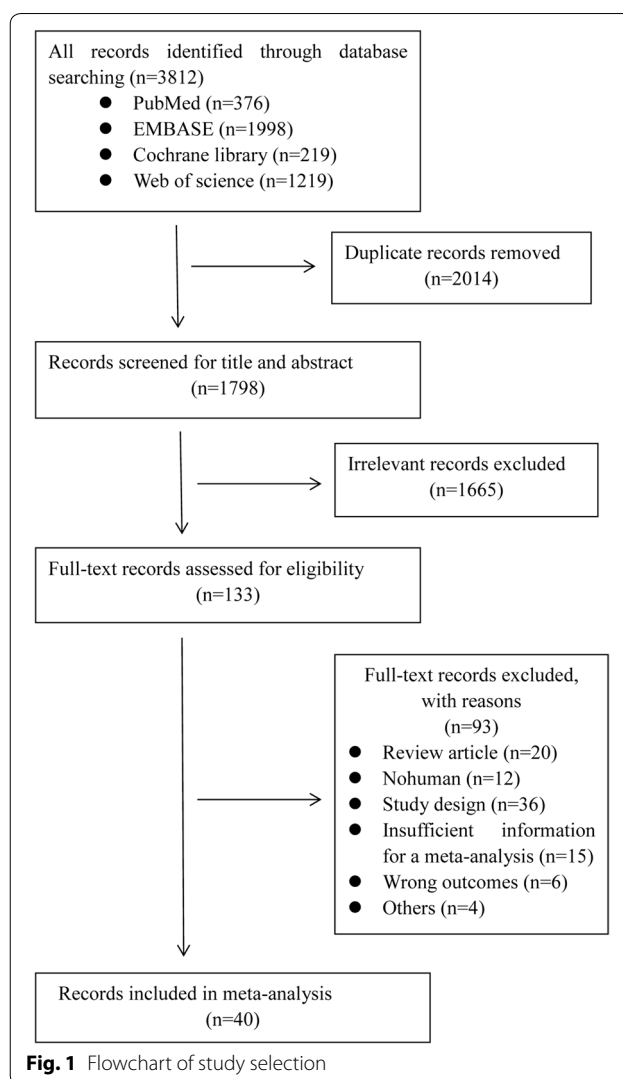 All records identified through database
searching (n=3812)
● PubMed (n=376)
● EMBASE (n=1998)
● Cochrane library (n=219)
● Web of science (n=1219)
Duplicate records removed
(n=2014)
Records screened for title and abstract
(n=1798)
Irrelevant records excluded
(n=1665)
Full-text records assessed for eligibility
(n=133)
Full-text records excluded,
with reasons
(n=93)
● Review article (n=20)
● Nohuman (n=12)
● Study design (n=36)
● Insufficient information
for a meta-analysis (n=15)
● Wrong outcomes (n=6)
● Others (n=4)
Records included in meta-analysis
(n=40)
Fig. 1 Flowchart of study selection